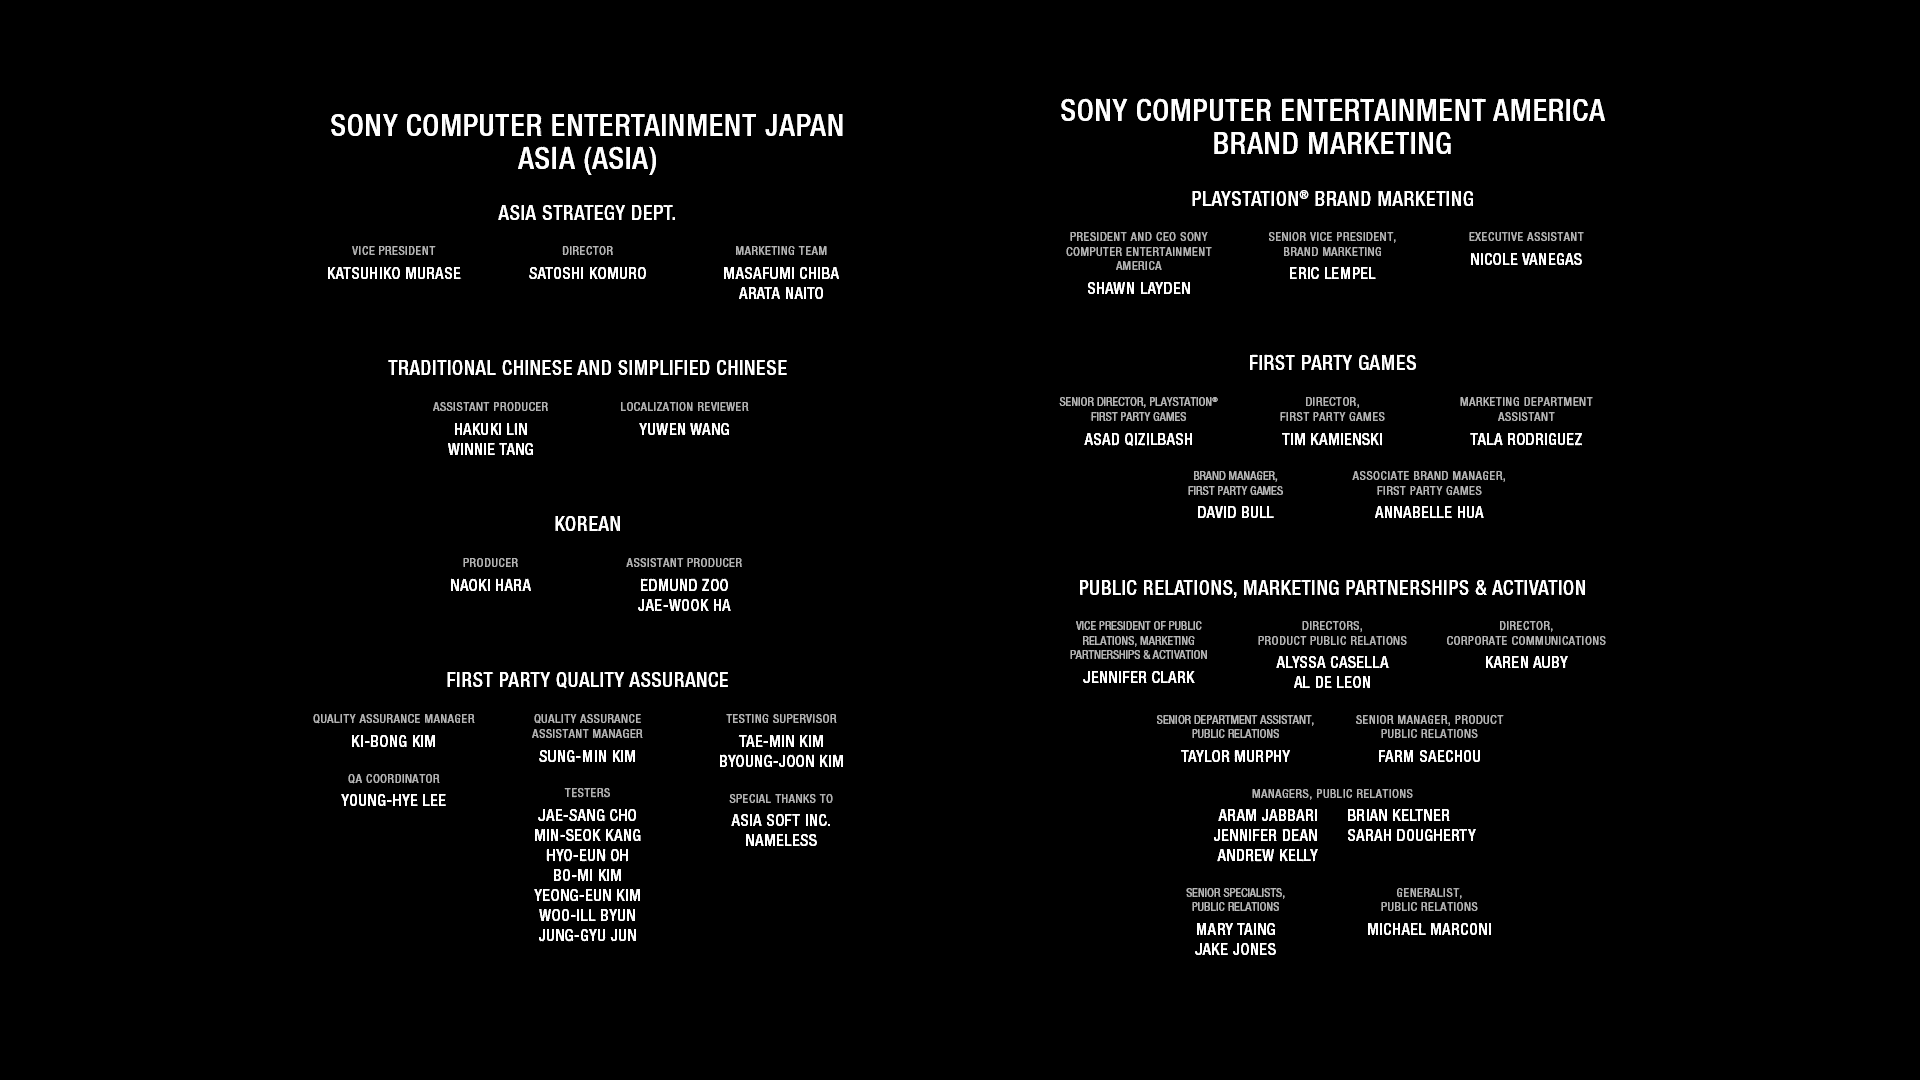 SONY COMPUTER ENTERTAINMENT JAPAN
ASIA (ASIA)
ASIA STRATEGY DEPT.
VICE PRESIDENT
KATSUHIKO MURASE
DIRECTOR
SATOSHI KOMURO
MARKETING TEAM
MASAFUMI CHIBA
ARATA NAITO
TRADITIONAL CHINESE AND SIMPLIFIED CHINESE
ASSISTANT PRODUCER
HAKUKI LIN
WINNIE TANG
LOCALIZATION REVIEWER
YUWEN WANG
KOREAN
PRODUCER
NAOKI HARA
ASSISTANT PRODUCER
EDMUND ZOO
JAE-WOOK HA
FIRST PARTY QUALITY ASSURANCE
QUALITY ASSURANCE MANAGER
KI-BONG KIM
QA COORDINATOR
YOUNG-HYE LEE
QUALITY ASSURANCE
ASSISTANT MANAGER
SUNG-MIN KIM
TESTERS
JAE-SANG CHO
MIN-SEOK KANG
HYO-EUN OH
BO-MI KIM
YEONG-EUN KIM
WOO-ILL BYUN
JUNG-GYU JUN
TESTING SUPERVISOR
TAE-MIN KIM
BYOUNG-JOON KIM
SPECIAL THANKS TO
ASIA SOFT INC.
NAMELESS
SONY COMPUTER ENTERTAINMENT AMERICA
BRAND MARKETING
PLAYSTATION® BRAND MARKETING
PRESIDENT AND CEO SONY
COMPUTER ENTERTAINMENT
AMERICA
SHAWN LAYDEN
SENIOR VICE PRESIDENT,
BRAND MARKETING
ERIC LEMPEL
EXECUTIVE ASSISTANT
NICOLE VANEGAS
FIRST PARTY GAMES
SENIOR DIRECTOR, PLAYSTATION®
FIRST PARTY GAMES
ASAD QIZILBASH
DIRECTOR,
FIRST PARTY GAMES
TIM KAMIENSKI
MARKETING DEPARTMENT
ASSISTANT
TALA RODRIGUEZ
BRAND MANAGER,
FIRST PARTY GAMES
DAVID BULL
ASSOCIATE BRAND MANAGER,
FIRST PARTY GAMES
ANNABELLE HUA
PUBLIC RELATIONS, MARKETING PARTNERSHIPS & ACTIVATION
VICE PRESIDENT OF PUBLIC
RELATIONS, MARKETING
PARTNERSHIPS & ACTIVATION
JENNIFER CLARK
DIRECTORS,
PRODUCT PUBLIC RELATIONS
ALYSSA CASELLA
AL DE LEON
DIRECTOR,
CORPORATE COMMUNICATIONS
KAREN AUBY
SENIOR DEPARTMENT ASSISTANT,
PUBLIC RELATIONS
TAYLOR MURPHY
SENIOR MANAGER, PRODUCT
PUBLIC RELATIONS
FARM SAECHOU
MANAGERS, PUBLIC RELATIONS
ARAM JABBARI
JENNIFER DEAN
ANDREW KELLY
BRIAN KELTNER
SARAH DOUGHERTY
SENIOR SPECIALISTS,
PUBLIC RELATIONS
MARY TAING
JAKE JONES
GENERALIST,
PUBLIC RELATIONS
MICHAEL MARCONI